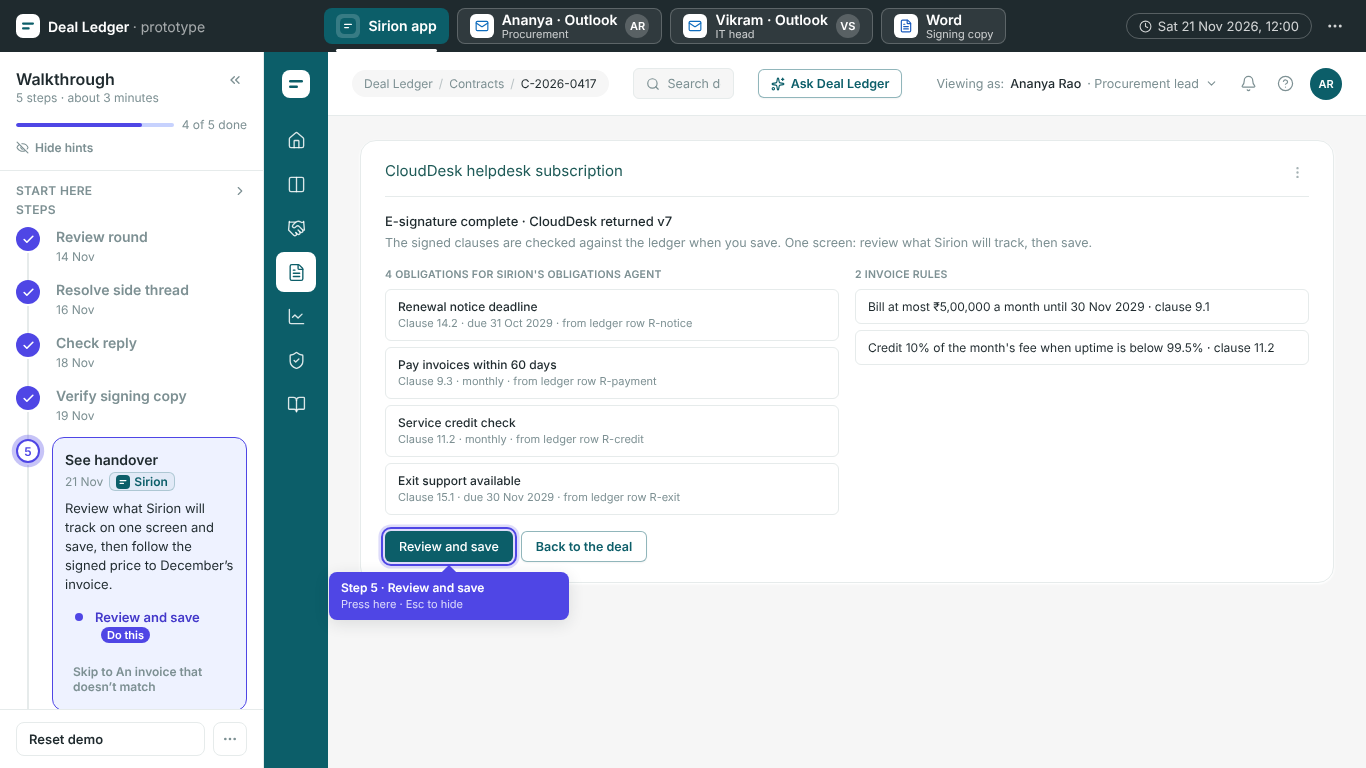 Deal Ledger · prototype
Sirion app
Ananya · Outlook
Procurement
AR
Vikram · Outlook
IT head
VS
Word
Signing copy
Sat 21 Nov 2026, 12:00
Walkthrough
5 steps · about 3 minutes
4 of 5 done
Hide hints
START HERE
STEPS
Review round
14 Nov
Resolve side thread
16 Nov
Check reply
18 Nov
Verify signing copy
19 Nov
5
See handover
21 Nov Sirion
Review what Sirion will
track on one screen and
save, then follow the
signed price to December’s
invoice.
Review and save
Do this
Skip to An invoice that
doesn’t match
Reset demo
Deal Ledger / Contracts / C-2026-0417
Search d
Ask Deal Ledger
Viewing as: Ananya Rao · Procurement lead
AR
CloudDesk helpdesk subscription
E-signature complete · CloudDesk returned v7
The signed clauses are checked against the ledger when you save. One screen: review what Sirion will track, then save.
4 OBLIGATIONS FOR SIRION'S OBLIGATIONS AGENT
Renewal notice deadline
Clause 14.2 · due 31 Oct 2029 · from ledger row R-notice
Pay invoices within 60 days
Clause 9.3 · monthly · from ledger row R-payment
Service credit check
Clause 11.2 · monthly · from ledger row R-credit
Exit support available
Clause 15.1 · due 30 Nov 2029 · from ledger row R-exit
2 INVOICE RULES
Bill at most ₹5,00,000 a month until 30 Nov 2029 · clause 9.1
Credit 10% of the month's fee when uptime is below 99.5% · clause 11.2
Review and save
Back to the deal
Step 5 · Review and save
Press here · Esc to hide